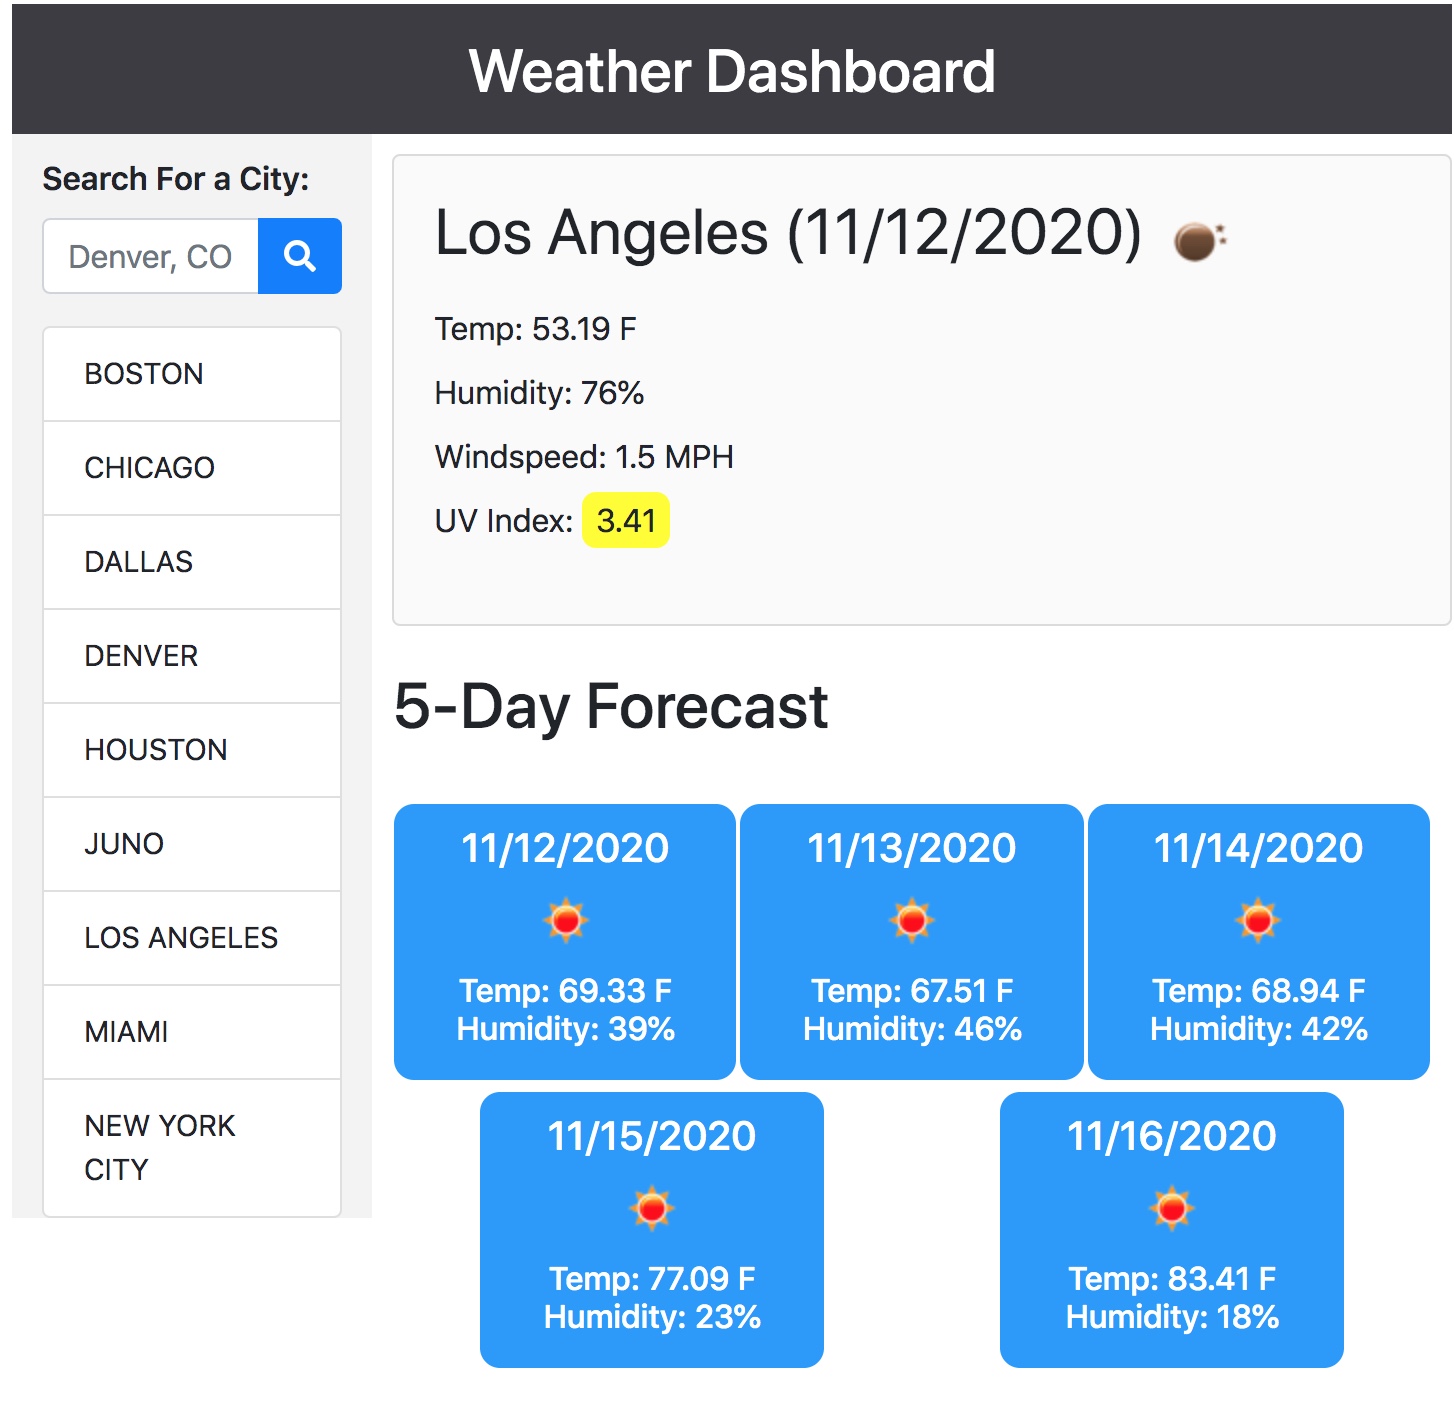 Weather Dashboard
Search For a City:
Denver, CO
BOSTON
CHICAGO
DALLAS
DENVER
HOUSTON
JUNO
LOS ANGELES
MIAMI
NEW YORK
CITY
Los Angeles (11/12/2020)
Temp: 53.19 F
Humidity: 76%
Windspeed: 1.5 MPH
UV Index: 3.41
5-Day Forecast
11/12/2020
Temp: 69.33 F
Humidity: 39%
11/13/2020
Temp: 67.51 F
Humidity: 46%
11/14/2020
Temp: 68.94 F
Humidity: 42%
11/15/2020
Temp: 77.09 F
Humidity: 23%
11/16/2020
Temp: 83.41 F
Humidity: 18%